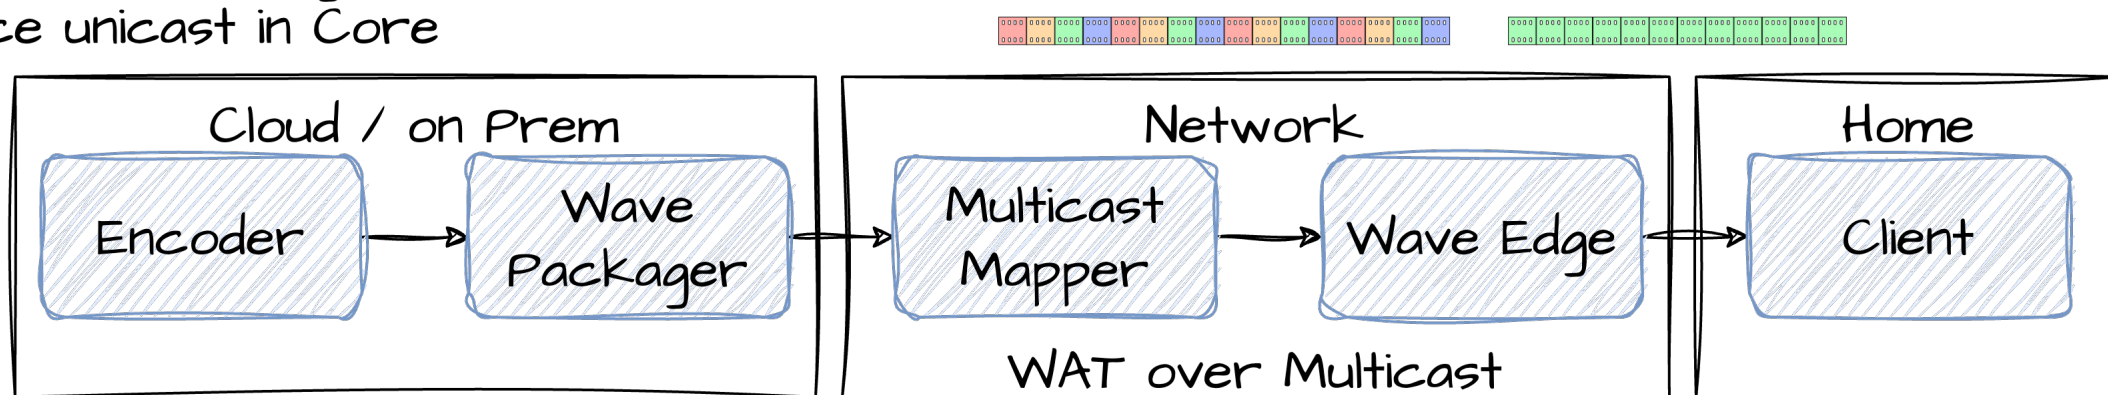 ce unicast in Core
Cloud / on Prem
Encoder
Wave
Packager
Network
Multicast
Mapper
Wave Edge
WAT over Multicast
Home
Client